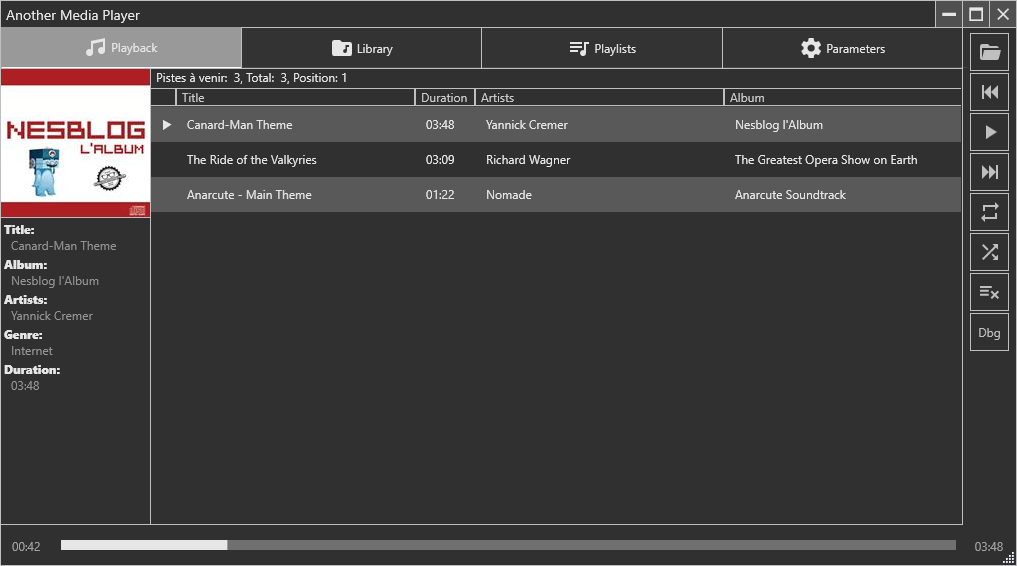 Another Media Player
Playback Library Playlists Parameters
Pistes à venir: 3, Total: 3, Position: 1
Title Duration Artists Album
Canard-Man Theme 03:48 Yannick Cremer Nesblog l'Album
The Ride of the Valkyries 03:09 Richard Wagner The Greatest Opera Show on Earth
Anarcute - Main Theme 01:22 Nomade Anarcute Soundtrack
NESBLOG
L'ALBUM
Title:
Canard-Man Theme
Album:
Nesblog l'Album
Artists:
Yannick Cremer
Genre:
Internet
Duration:
03:48
Dbg
00:42 03:48